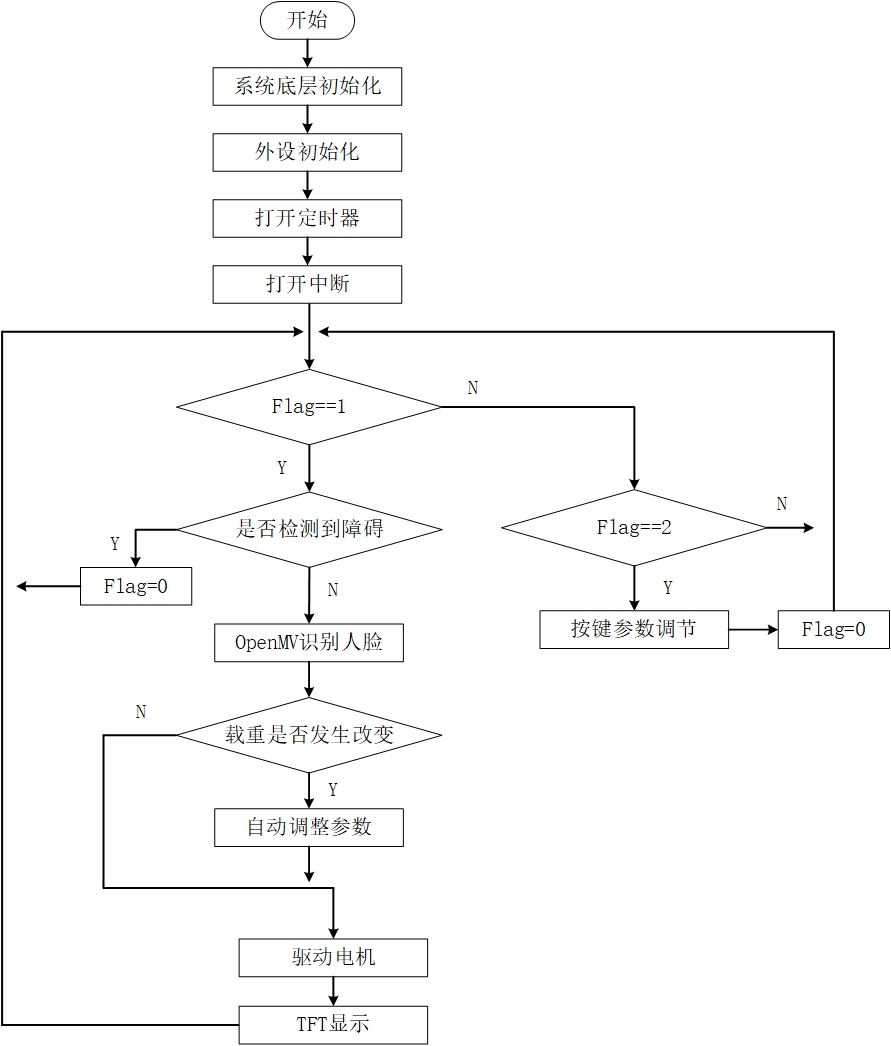 开始
系统底层初始化
外设初始化
打开定时器
打开中断
Flag==1
N
Y
是否检测到障碍
Flag==2
N
Y
Flag=0
N
Y
OpenMV识别人脸
按键参数调节
Flag=0
N
载重是否发生改变
Y
自动调整参数
驱动电机
TFT显示